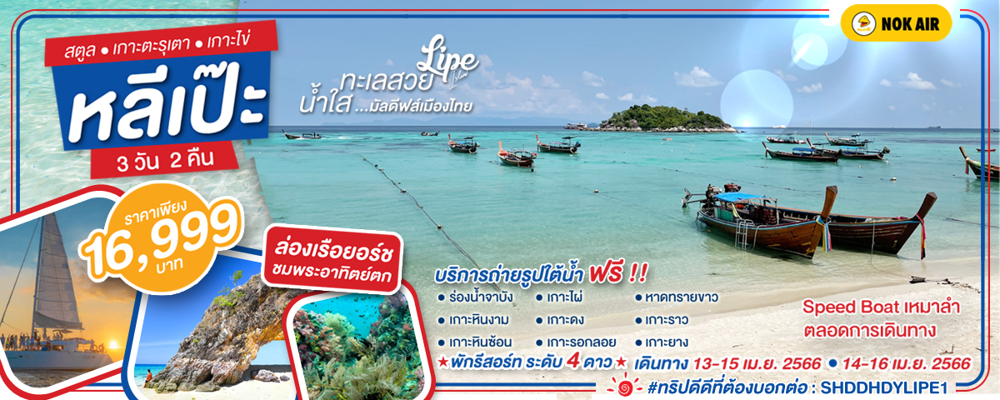 สตูล • เกาะตะรุเตา • เกาะไข่
หลีเป๊ะ
3 วัน 2 คืน
Lipe
Island
ทะเลสวย
น้ำใส ...มัลดีฟส์เมืองไทย
NOK AIR
ราคาเพียง
16,999
บาท
ล่องเรือยอร์ช
ชมพระอาทิตย์ตก
บริการถ่ายรูปใต้น้ำ ฟรี !!
• ร่องน้ำจาบัง • เกาะไผ่ • หาดทรายขาว
• เกาะหินงาม • เกาะดง • เกาะราว
• เกาะหินซ้อน • เกาะรอกลอย • เกาะยาง
Speed Boat เหมาลำ
ตลอดการเดินทาง
★พักรีสอร์ท ระดับ 4 ดาว★ เดินทาง 13-15 เม.ย. 2566 • 14-16 เม.ย. 2566
#ทริปดีดีที่ต้องบอกต่อ : SHDDHDYLIPE1